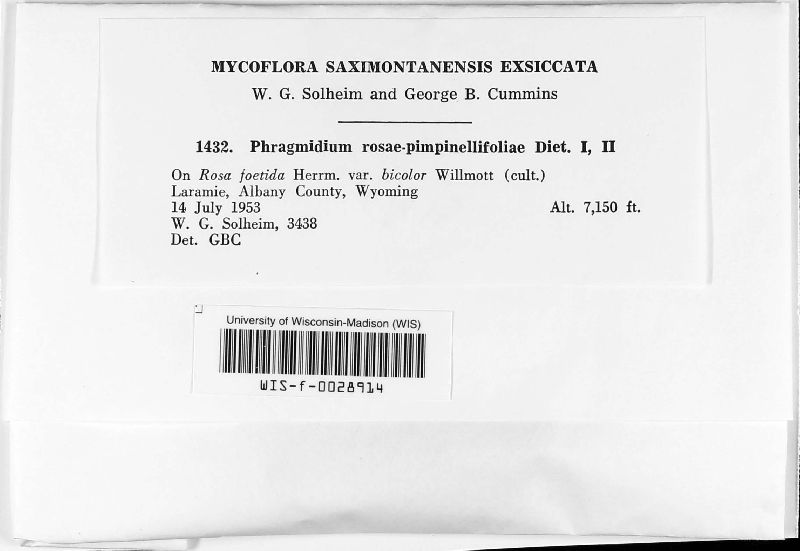 MYCOFLORA SAXIMONTANENSIS EXSICCATA
W. G. Solheim and George B. Cummins
1432. Phragmidium rosae-pimpinellifoliae Diet. I, II
On Rosa foetida Herrm. var. bicolor Willmott (cult.)
Laramie, Albany County, Wyoming
14 July 1953 Alt. 7,150 ft.
W. G. Solheim, 3438
Det. GBC
University of Wisconsin-Madison (WIS)
WIS-f-0028914